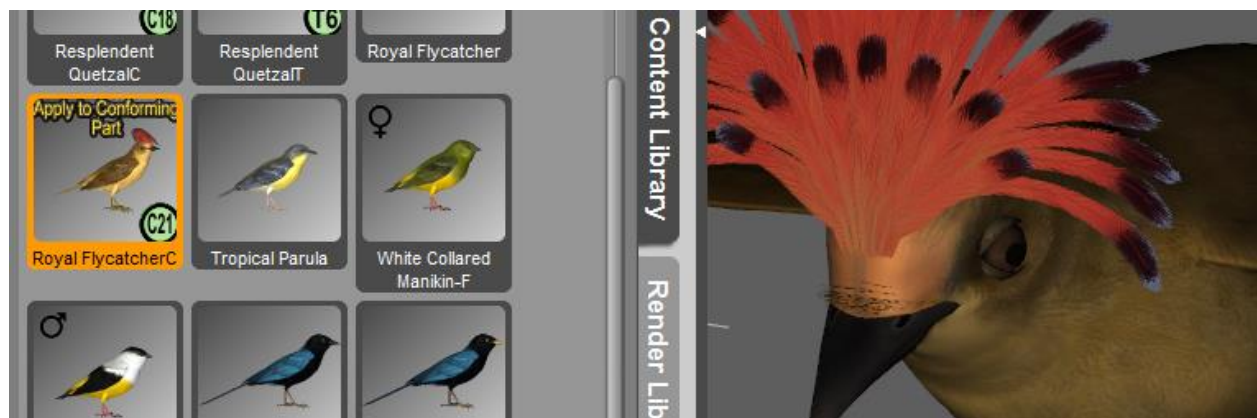 C18
T6
Resplendent
QuetzalC
Resplendent
QuetzalT
Royal Flycatcher
Apply to Conforming
Part
C21
Royal FlycatcherC
Tropical Parula
White Collared
Manikin-F
Content Library
Render Lib